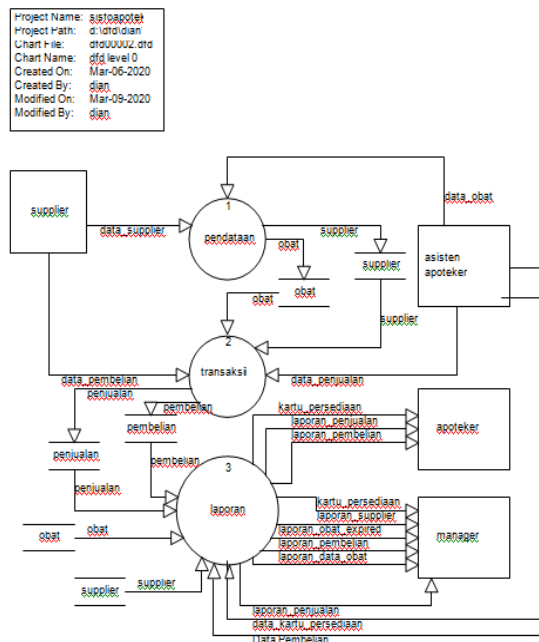 Project Name: sisfoapotek
Project Path: d:\dfd\dian\
Chart File: dfd00002.dfd
Chart Name: dfd level 0
Created On: Mar-06-2020
Created By: dian
Modified On: Mar-09-2020
Modified By: dian
1
data_obat
supplier
data_supplier
pendataan
supplier
obat
asisten
apoteker
supplier
obat
obat
supplier
2
transaksii
data_pembelian
data_penjualan
penjualan
pembelian
kartu_persediaan
laporan_penjualan
laporan_pembelian
apoteker
pembelian
penjualan
pembelian
3
penjualan
laporan
kartu_persediaan
laporan_supplier
laporan_obat_expired
laporan_pembelian
laporan_data_obat
manager
obat
obat
supplier
supplier
laporan_penjualan
data_kartu_persediaan
Data Pembelian